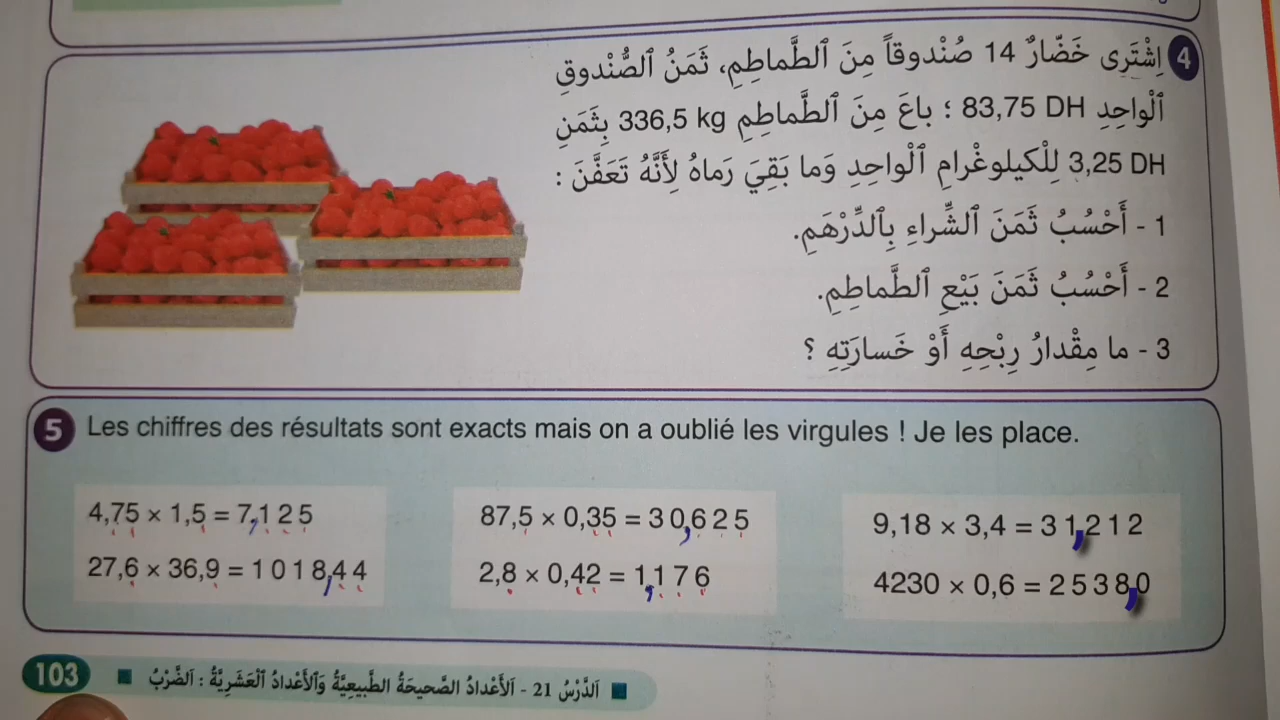 4 اِشْتَرى خَضّارٌ 14 صُنْدوقاً مِنَ ٱلطَّماطِمِ، ثَمَنُ ٱلصُّنْدوقِ
ٱلْواحِدِ 83,75 DH ؛ باعَ مِنَ ٱلطَّماطِمِ 336,5 kg بِثَمَنِ
3,25 DH لِلْكيلوغْرامِ ٱلْواحِدِ وَما بَقِيَ رَماهُ لِأَنَّهُ تَعَفَّنَ :
1 - أَحْسُبُ ثَمَنَ ٱلشِّراءِ بِٱلدِّرْهَمِ.
2 - أَحْسُبُ ثَمَنَ بَيْعِ ٱلطَّماطِمِ.
3 - ما مِقْدارُ رِبْحِهِ أَوْ خَسارَتِهِ ؟
5 Les chiffres des résultats sont exacts mais on a oublié les virgules ! Je les place.
4,75 × 1,5 = 7,1 2 5
27,6 × 36,9 = 1 0 1 8,4 4
87,5 × 0,35 = 3 0,6 2 5
2,8 × 0,42 = 1,1 7 6
9,18 × 3,4 = 3 1,2 1 2
4230 × 0,6 = 2 5 3 8,0
103 ■ اَلدَّرْسُ 21 - اَلْأَعْدادُ الصَّحيحَةُ الطَّبيعِيَّةُ وَٱلْأَعْدادُ ٱلْعَشَرِيَّةُ : اَلضَّرْبُ ■